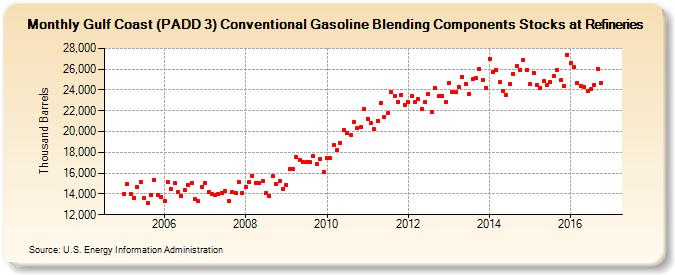 Monthly Gulf Coast (PADD 3) Conventional Gasoline Blending Components Stocks at Refineries
Thousand Barrels
28,000
26,000
24,000
22,000
20,000
18,000
16,000
14,000
12,000
2006 2008 2010 2012 2014 2016
Source: U.S. Energy Information Administration